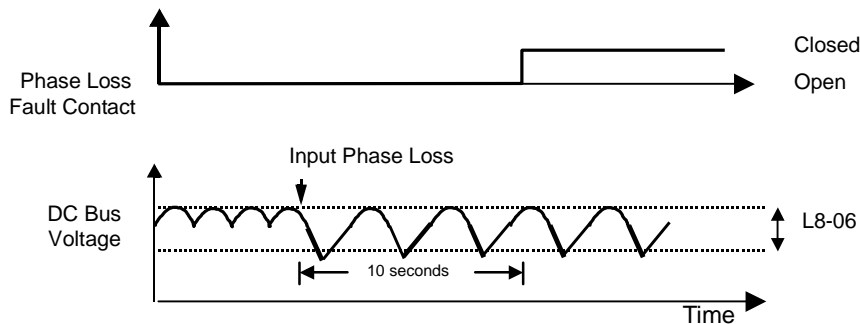 Closed
Phase Loss
Fault Contact
Open
Input Phase Loss
DC Bus
Voltage
L8-06
10 seconds
Time